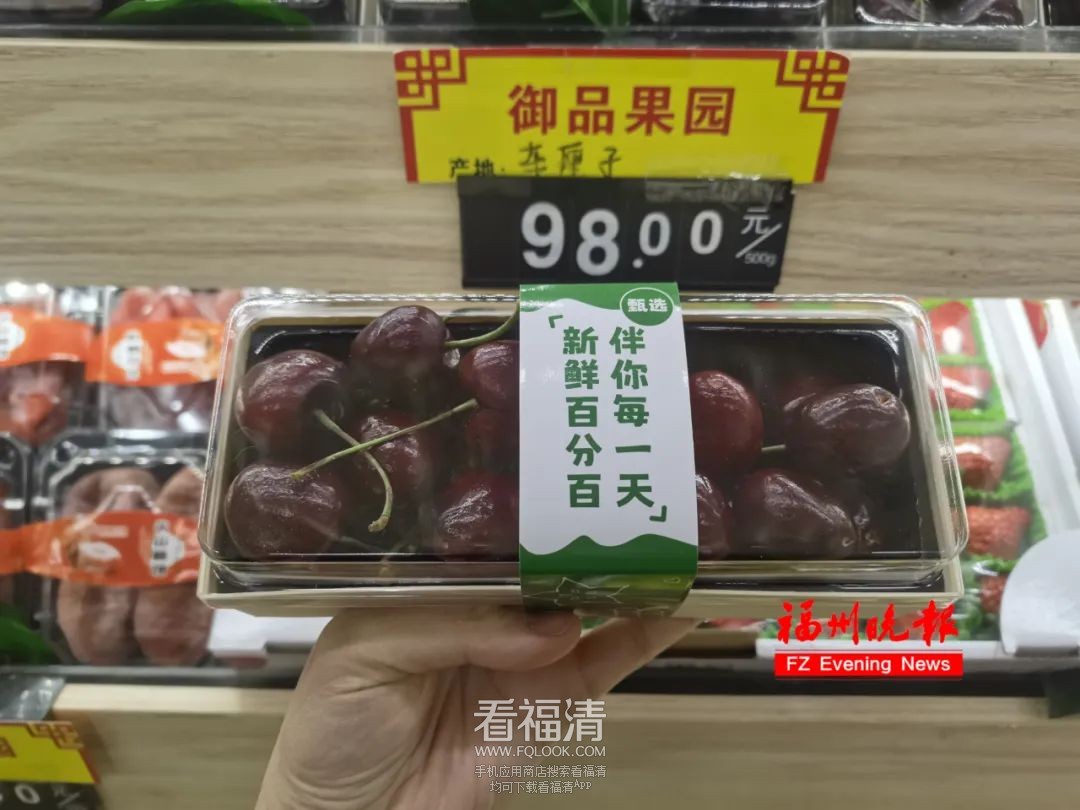 御品果园
产地：车厘子
98.00元/500g
甄选
「伴你每一天
新鲜百分百」
福州晚报
FZ Evening News
看福清
WWW.FQLOOK.COM
手机应用商店搜索看福清
均可下载看福清App